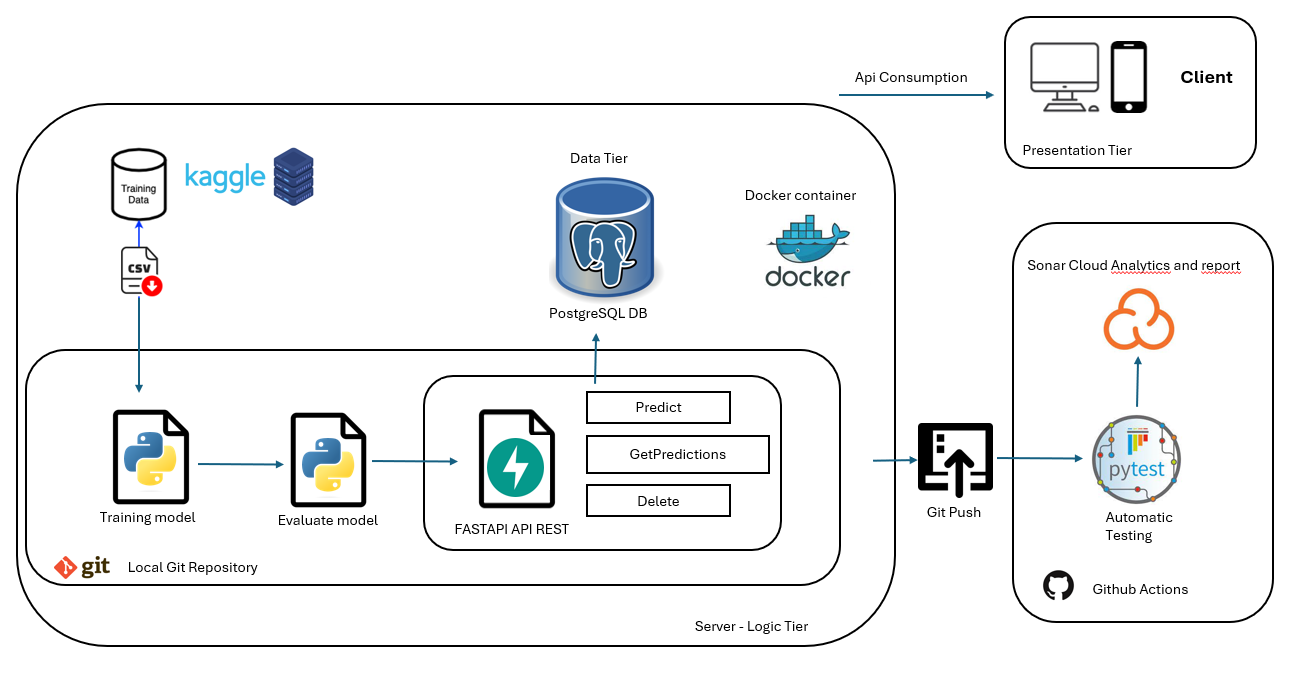 Api Consumption
Client
Presentation Tier
Training
Data
kaggle
Data Tier
Docker container
docker
CSV
PostgreSQL DB
Sonar Cloud Analytics and report
Predict
GetPredictions
Delete
Training model
Evaluate model
FASTAPI API REST
Git Push
pytest
Automatic
Testing
git
Local Git Repository
Github Actions
Server - Logic Tier